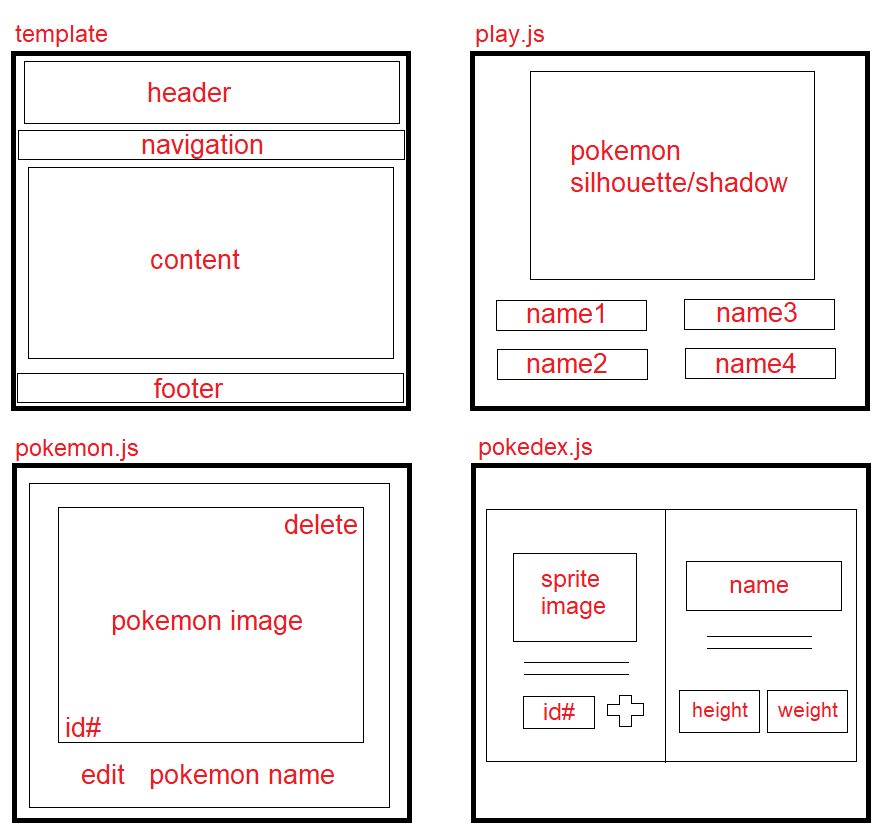 template
header
navigation
content
footer
play.js
pokemon
silhouette/shadow
name1
name3
name2
name4
pokemon.js
delete
pokemon image
id#
edit pokemon name
pokedex.js
sprite
image
id#
name
height weight